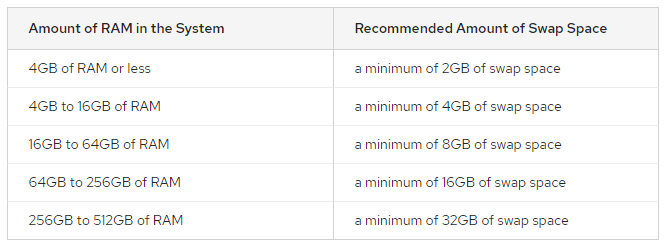 Amount of RAM in the System Recommended Amount of Swap Space
4GB of RAM or less a minimum of 2GB of swap space
4GB to 16GB of RAM a minimum of 4GB of swap space
16GB to 64GB of RAM a minimum of 8GB of swap space
64GB to 256GB of RAM a minimum of 16GB of swap space
256GB to 512GB of RAM a minimum of 32GB of swap space